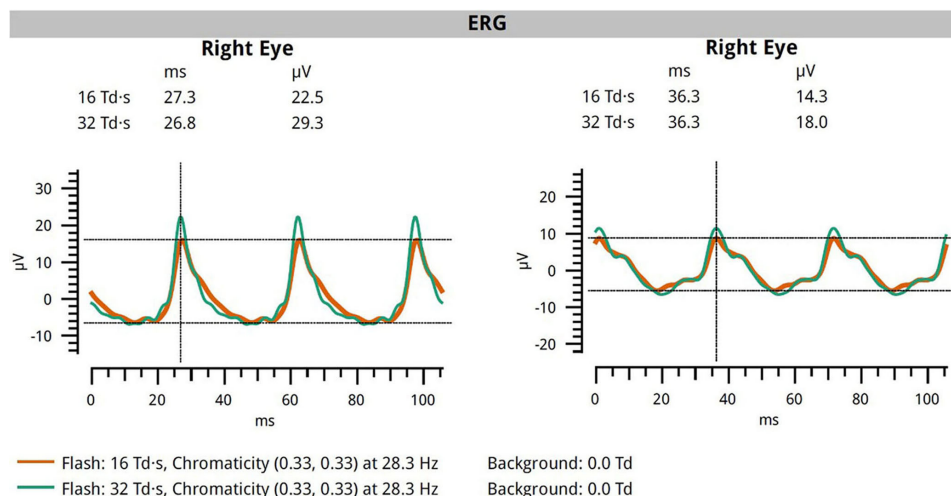 ERG
Right Eye
ms μV
16 Td·s 27.3 22.5
32 Td·s 26.8 29.3
30
20
10
0
-10
μV
0 20 40 60 80 100
ms
Right Eye
ms μV
16 Td·s 36.3 14.3
32 Td·s 36.3 18.0
20
10
0
-10
-20
μV
0 20 40 60 80 100
ms
Flash: 16 Td·s, Chromaticity (0.33, 0.33) at 28.3 Hz Background: 0.0 Td
Flash: 32 Td·s, Chromaticity (0.33, 0.33) at 28.3 Hz Background: 0.0 Td